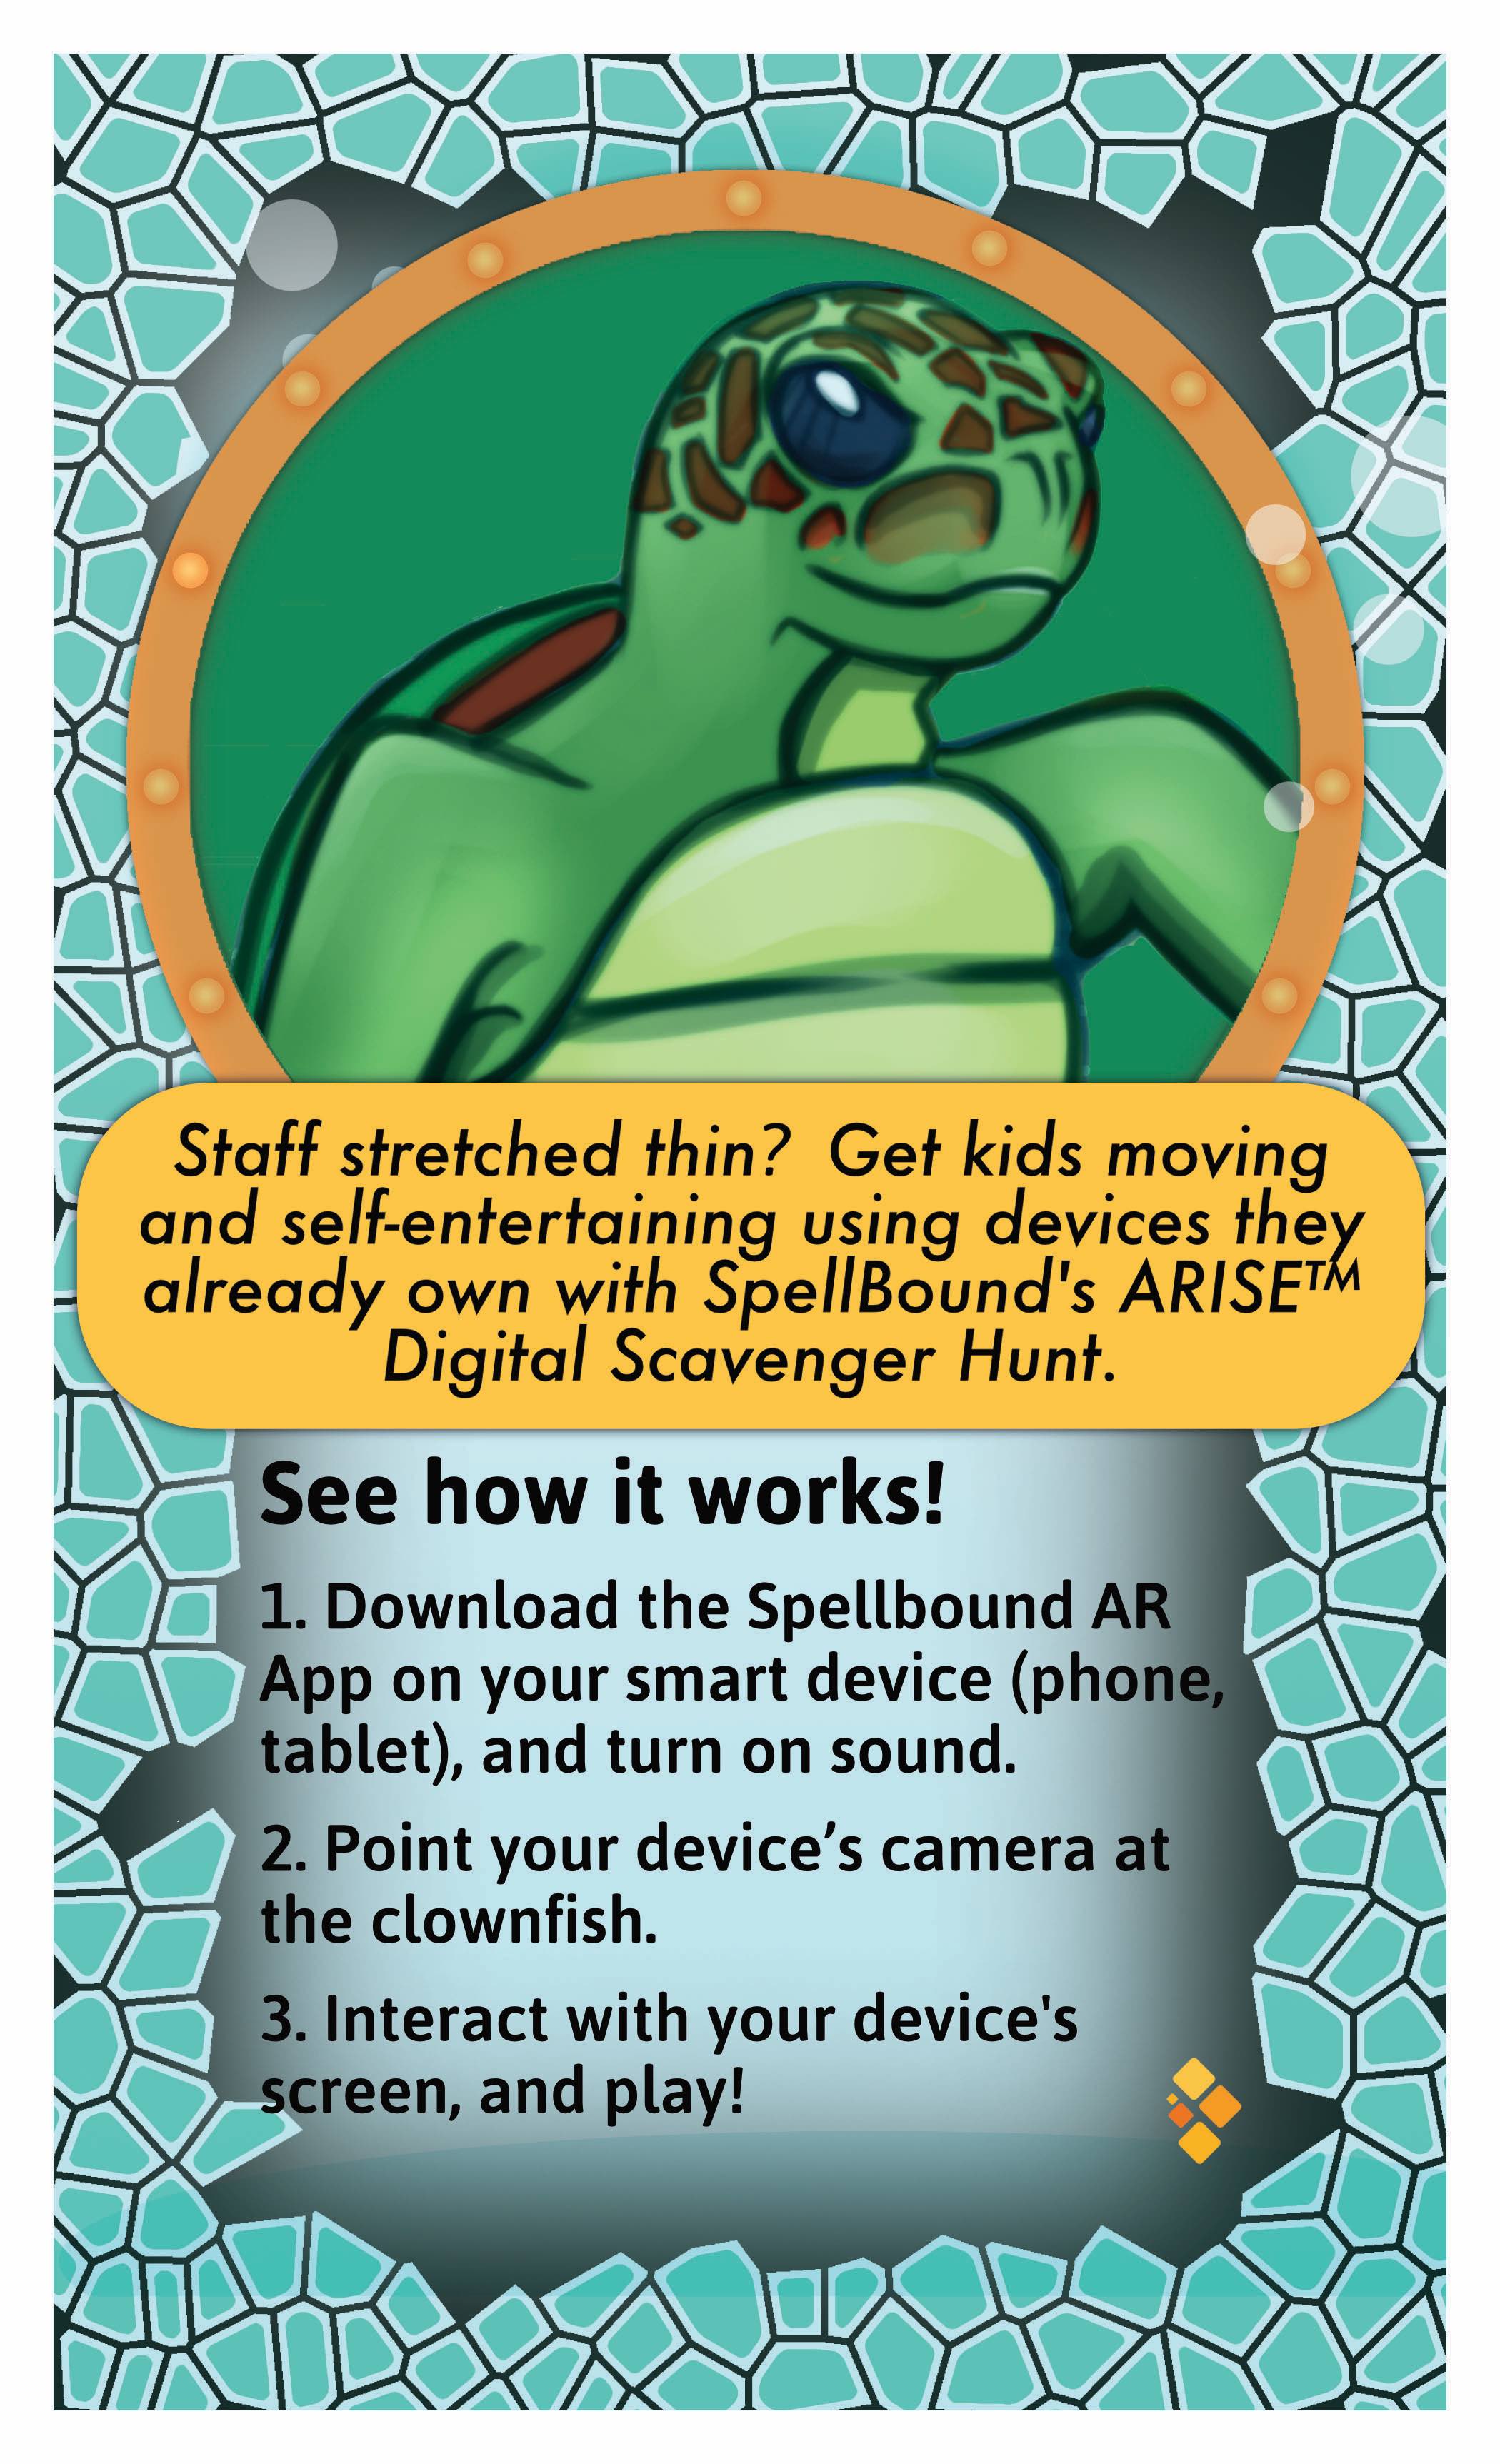 Staff stretched thin?  Get kids moving
and self-entertaining using devices they
already own with SpellBound's ARISE™
Digital Scavenger Hunt.
See how it works!
1. Download the Spellbound AR
App on your smart device (phone,
tablet), and turn on sound.
2. Point your device’s camera at
the clownfish.
3. Interact with your device's
screen, and play!